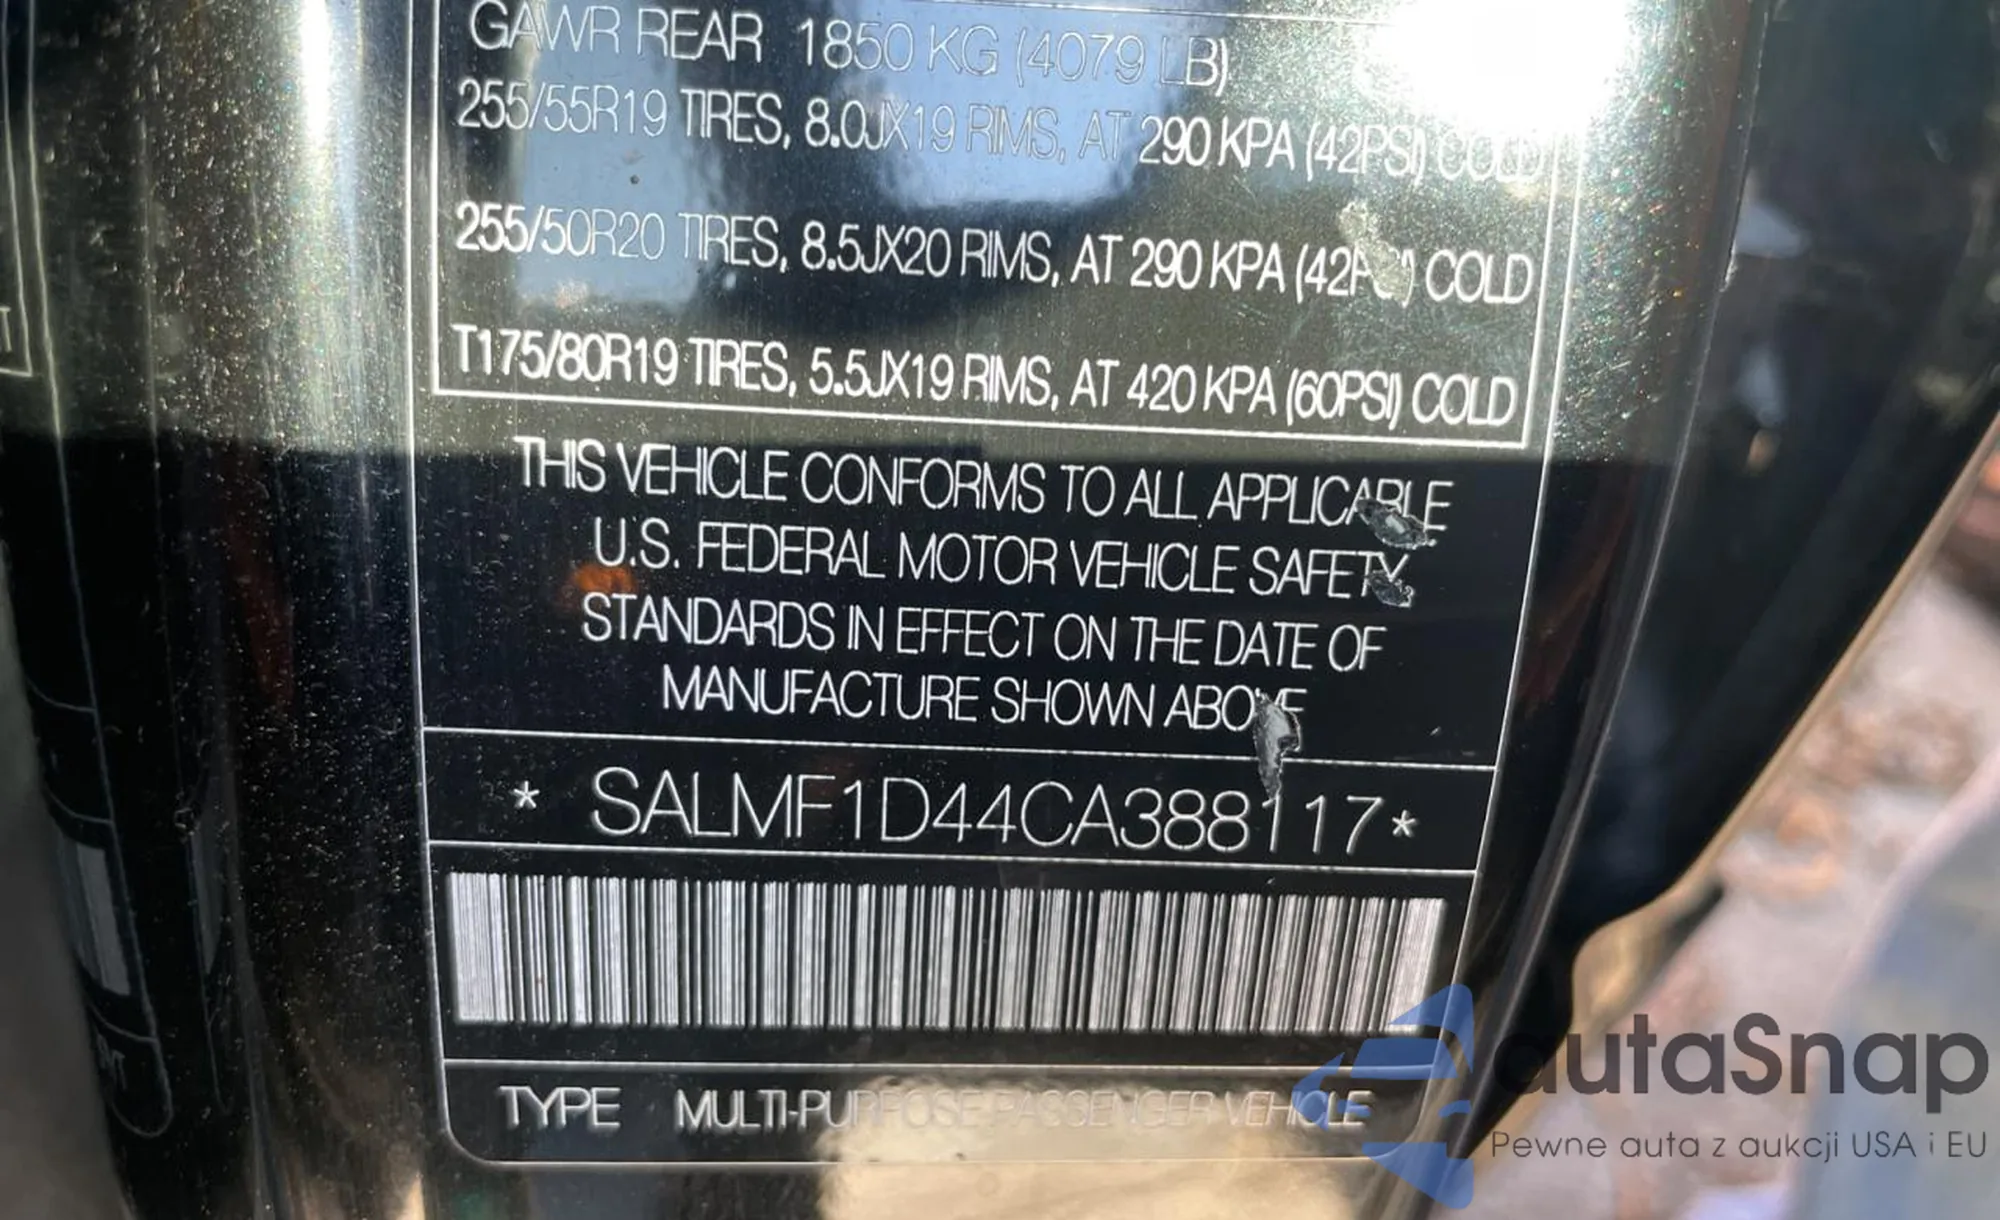 GAWR REAR 1850 KG (4079 LB)
255/55R19 TIRES, 8.0JX19 RIMS, AT 290 KPA (42PSI) COLD
255/50R20 TIRES, 8.5JX20 RIMS, AT 290 KPA (42PSI) COLD
T175/80R19 TIRES, 5.5JX19 RIMS, AT 420 KPA (60PSI) COLD
THIS VEHICLE CONFORMS TO ALL APPLICABLE
U.S. FEDERAL MOTOR VEHICLE SAFETY
STANDARDS IN EFFECT ON THE DATE OF
MANUFACTURE SHOWN ABOVE
* SALMF1D44CA388117*
TYPE MULTI-PURPOSE PASSENGER VEHICLE
autaSnap
Pewne auta z aukcji USA i EU